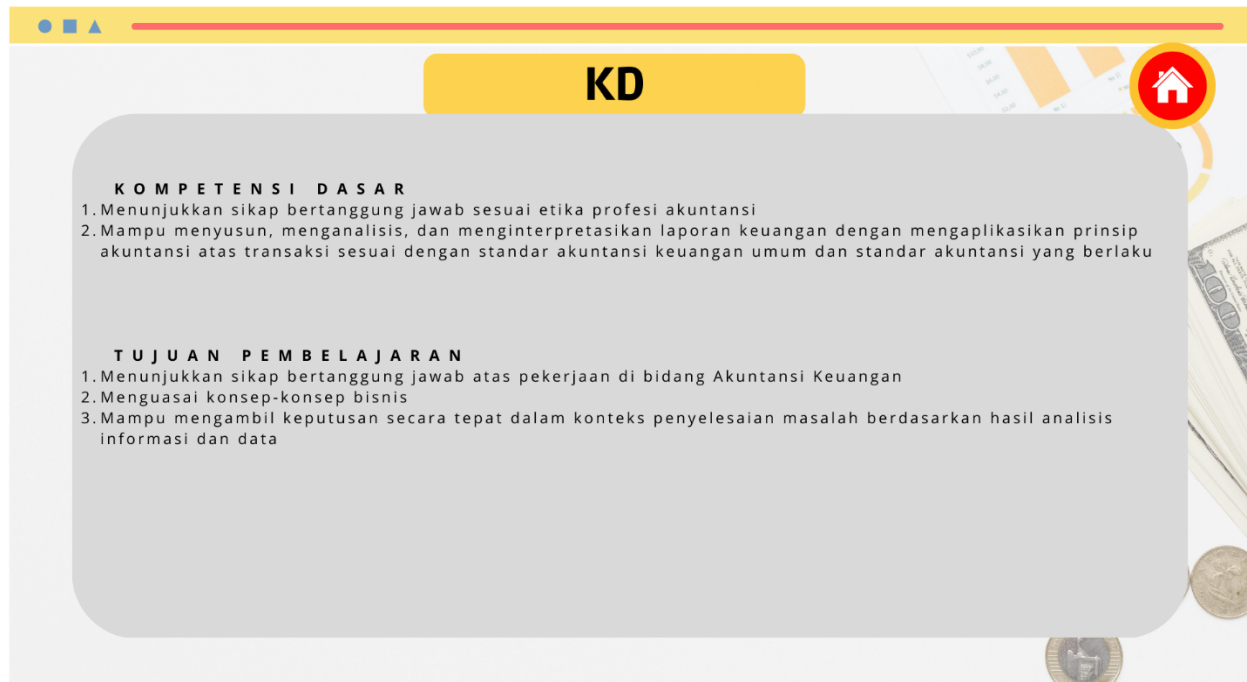 KD
KOMPETENSI DASAR
1. Menunjukkan sikap bertanggung jawab sesuai etika profesi akuntansi
2. Mampu menyusun, menganalisis, dan menginterpretasikan laporan keuangan dengan mengaplikasikan prinsip
akuntansi atas transaksi sesuai dengan standar akuntansi keuangan umum dan standar akuntansi yang berlaku
TUJUAN PEMBELAJARAN
1. Menunjukkan sikap bertanggung jawab atas pekerjaan di bidang Akuntansi Keuangan
2. Menguasai konsep-konsep bisnis
3. Mampu mengambil keputusan secara tepat dalam konteks penyelesaian masalah berdasarkan hasil analisis
informasi dan data
100